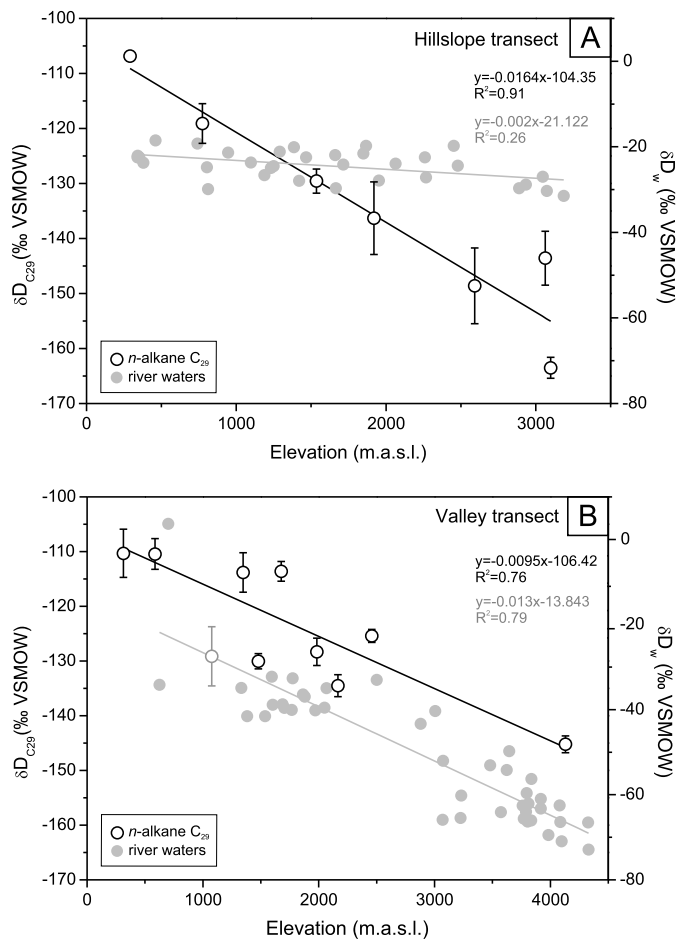 Hillslope transect A
y=-0.0164x-104.35
R²=0.91
y=-0.002x-21.122
R²=0.26
δD_C29(‰ VSMOW)
-100
-110
-120
-130
-140
-150
-160
-170
0
-20
-40
-60
-80
δD_w (‰ VSMOW)
n-alkane C₂₉
river waters
0 1000 2000 3000
Elevation (m.a.s.l.)
Valley transect B
y=-0.0095x-106.42
R²=0.76
y=-0.013x-13.843
R²=0.79
δD_C29(‰ VSMOW)
-100
-110
-120
-130
-140
-150
-160
-170
0
-20
-40
-60
-80
δD_w (‰ VSMOW)
n-alkane C₂₉
river waters
0 1000 2000 3000 4000
Elevation (m.a.s.l.)